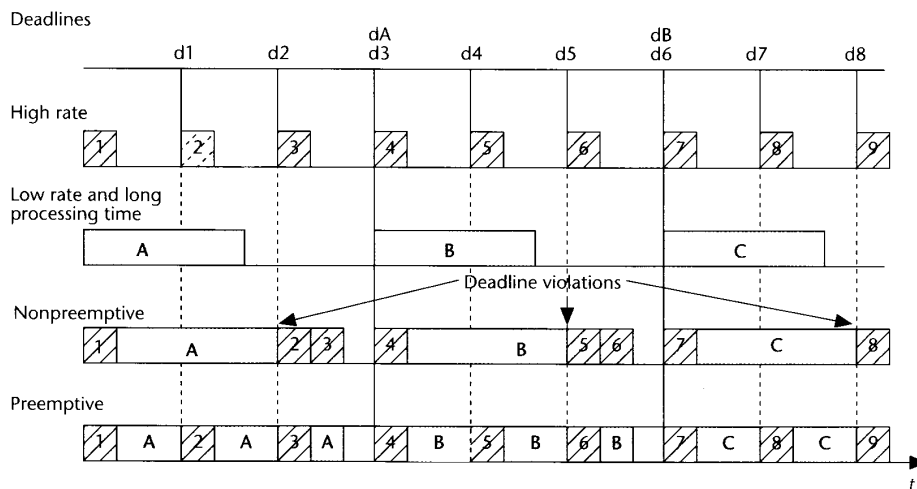 Deadlines
dA dB
d1 d2 d3 d4 d5 d6 d7 d8
High rate
1 2 3 4 5 6 7 8 9
Low rate and long
processing time
A B C
Deadline violations
Nonpreemptive
1 A 2 3 4 B 5 6 7 C 8
Preemptive
1 A 2 A 3 A 4 B 5 B 6 B 7 C 8 C 9
t